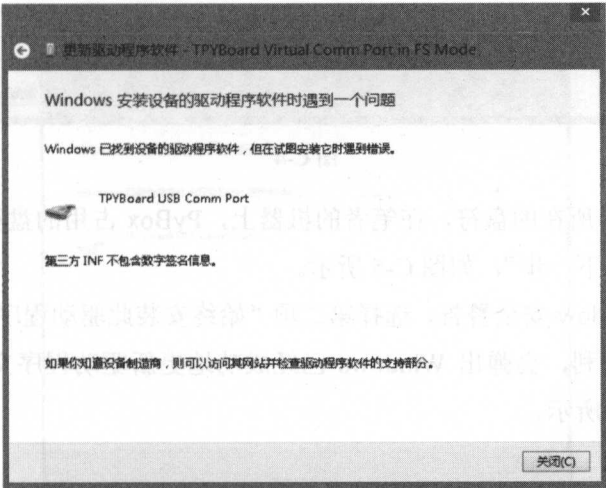 更新驱动程序软件 - TPYBoard Virtual Comm Port in FS Mode
Windows 安装设备的驱动程序软件时遇到一个问题
Windows 已找到设备的驱动程序软件，但在试图安装它时遇到错误。
TPYBoard USB Comm Port
第三方 INF 不包含数字签名信息。
如果你知道设备制造商，则可以访问其网站并检查驱动程序软件的支持部分。
关闭(C)